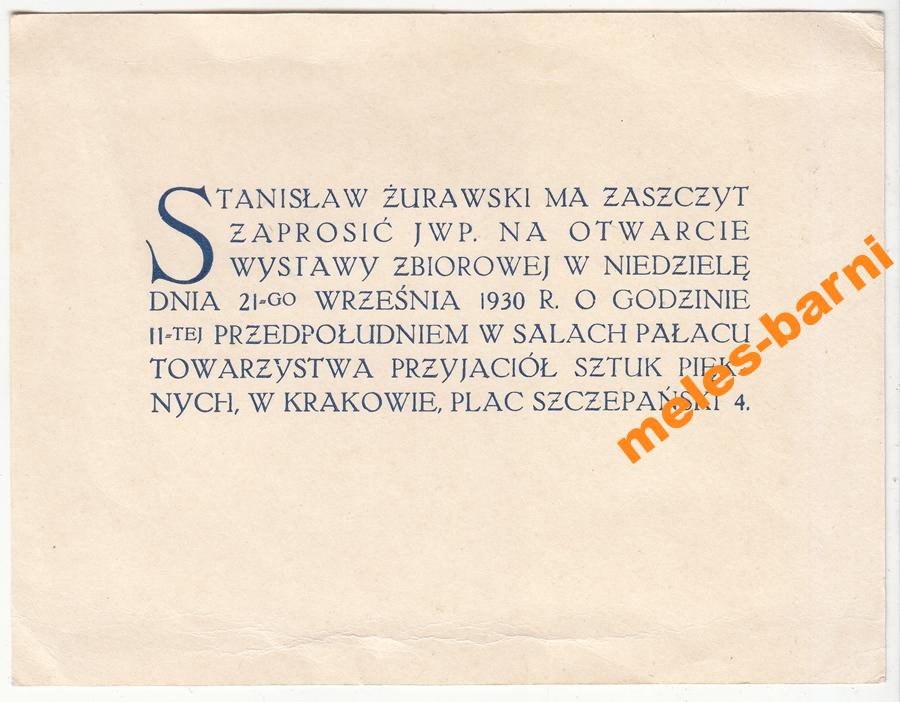 STANISŁAW ŻURAWSKI MA ZASZCZYT
ZAPROSIĆ JWP. NA OTWARCIE
WYSTAWY ZBIOROWEJ W NIEDZIELĘ
DNIA 21-GO WRZEŚNIA 1930 R. O GODZINIE
11-TEJ PRZEDPOŁUDNIEM W SALACH PAŁACU
TOWARZYSTWA PRZYJACIÓŁ SZTUK PIĘK-
NYCH, W KRAKOWIE, PLAC SZCZEPAŃSKI 4.
meles-barni